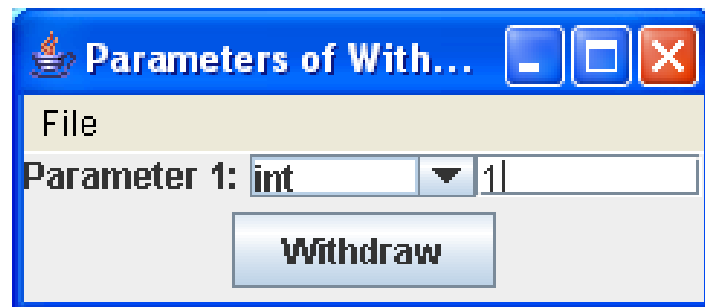 Parameters of With...
File
Parameter 1: int 1
Withdraw